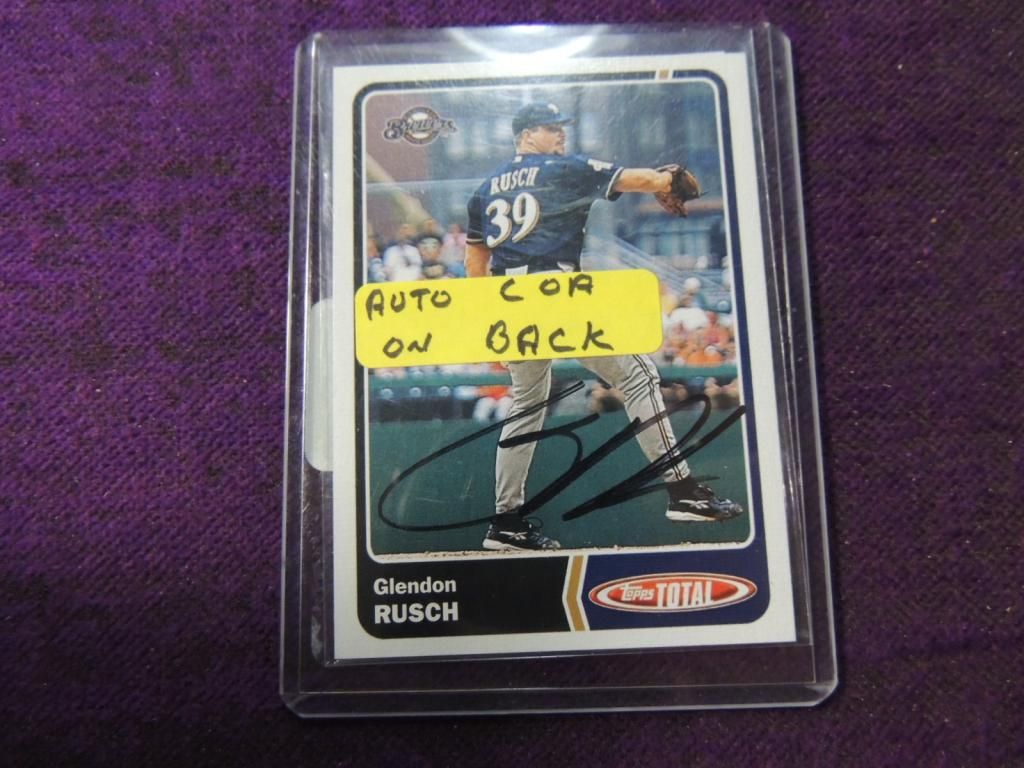 Brewers
RUSCH
39
AUTO COA
ON BACK
Glendon
RUSCH
Topps TOTAL